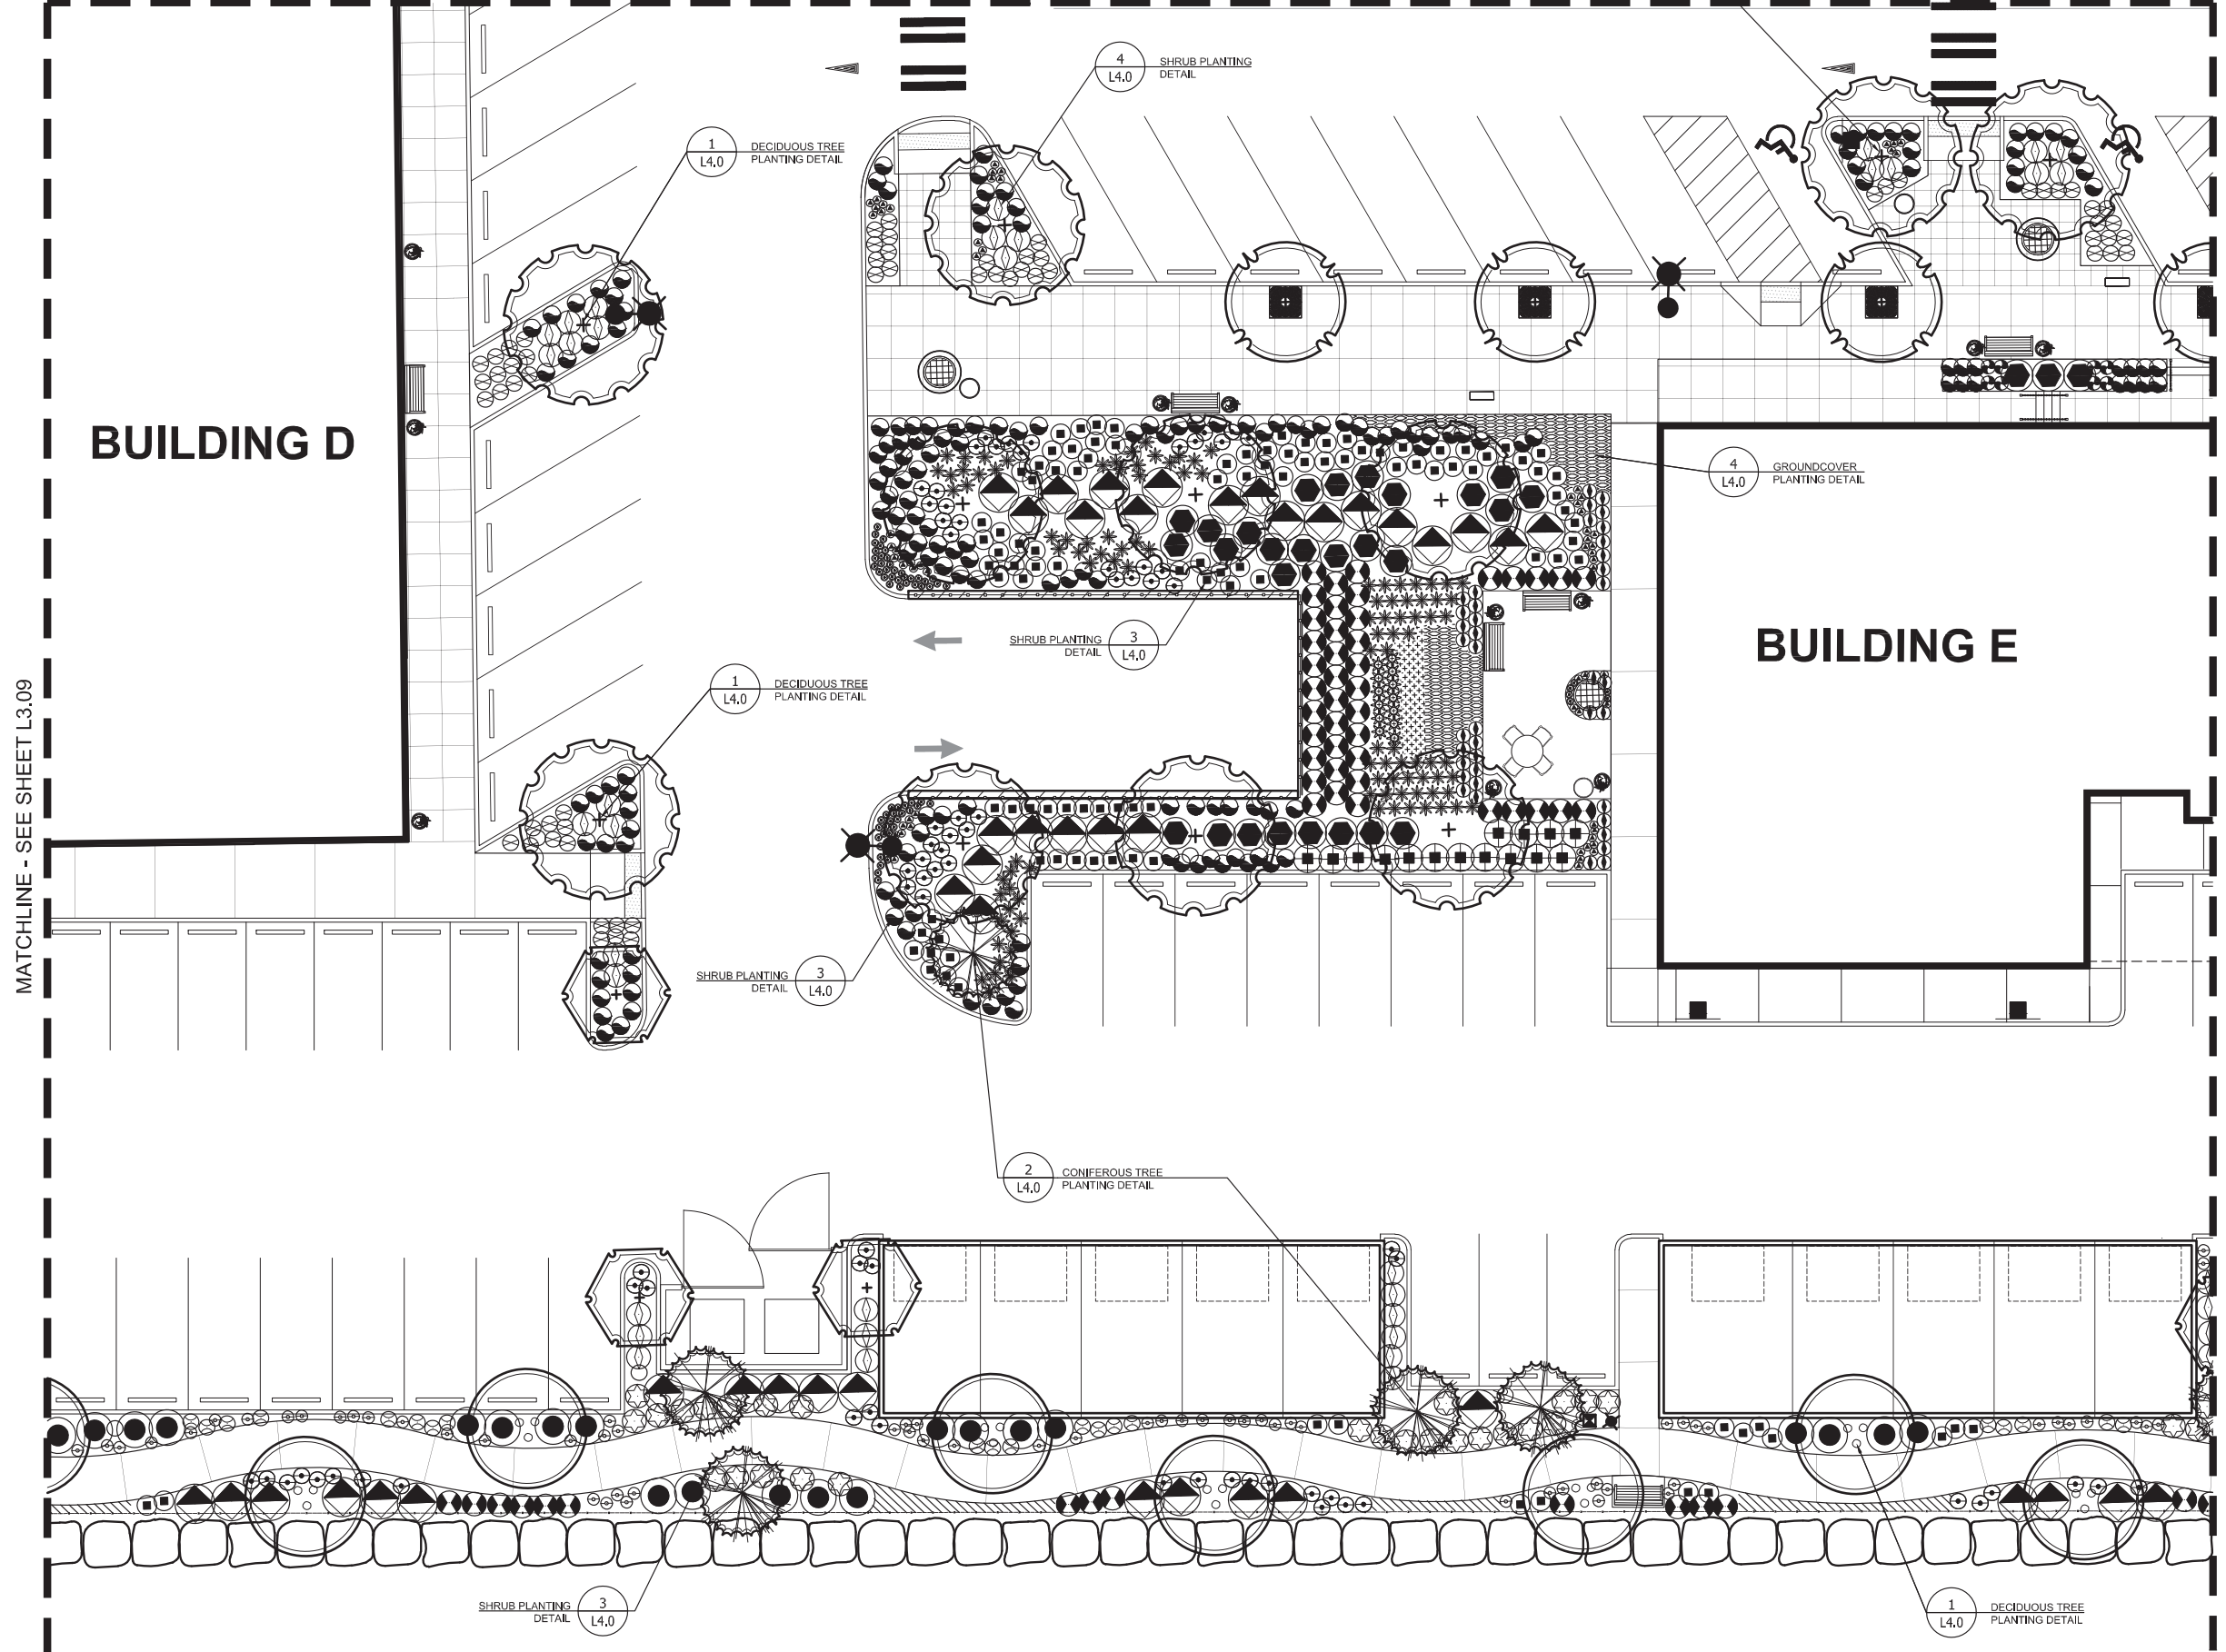 4
L4.0
SHRUB PLANTING
DETAIL
1
L4.0
DECIDUOUS TREE
PLANTING DETAIL
BUILDING D
4
L4.0
GROUNDCOVER
PLANTING DETAIL
SHRUB PLANTING
DETAIL
3
L4.0
BUILDING E
1
L4.0
DECIDUOUS TREE
PLANTING DETAIL
MATCHLINE - SEE SHEET L3.09
SHRUB PLANTING
DETAIL
3
L4.0
2
L4.0
CONIFEROUS TREE
PLANTING DETAIL
SHRUB PLANTING
DETAIL
3
L4.0
1
L4.0
DECIDUOUS TREE
PLANTING DETAIL